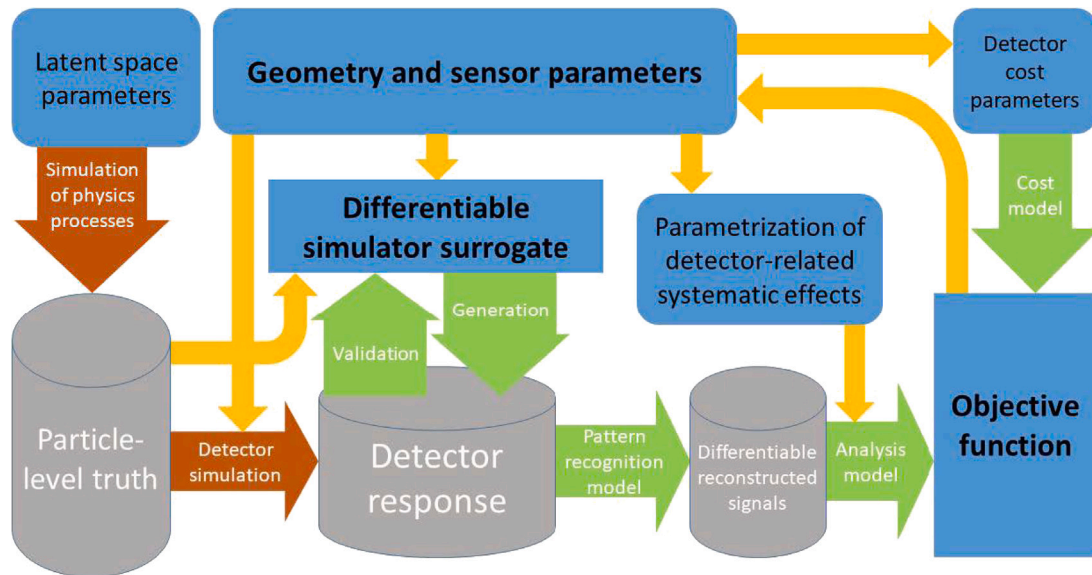 Latent space
parameters
Geometry and sensor parameters
Detector
cost
parameters
Simulation
of physics
processes
Differentiable
simulator surrogate
Parametrization of
detector-related
systematic effects
Cost
model
Generation
Validation
Particle-
level truth
Detector
simulation
Detector
response
Pattern
recognition
model
Differentiable
reconstructed
signals
Analysis
model
Objective
function